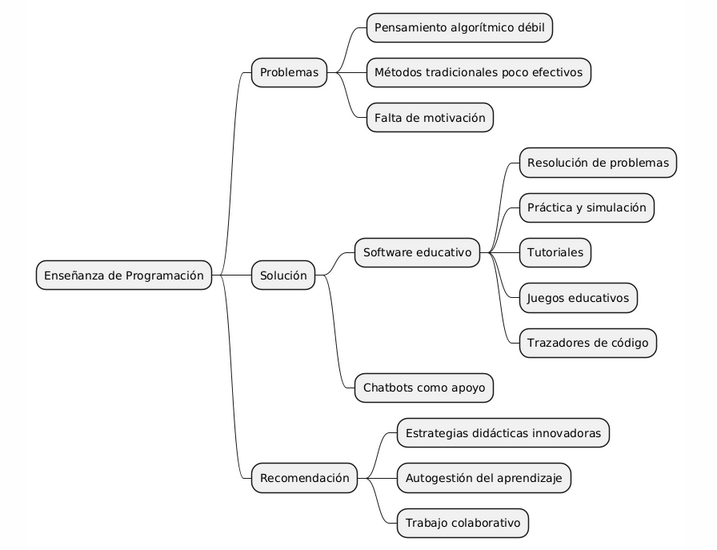 Enseñanza de Programación
Problemas
Pensamiento algorítmico débil
Métodos tradicionales poco efectivos
Falta de motivación
Solución
Software educativo
Resolución de problemas
Práctica y simulación
Tutoriales
Juegos educativos
Trazadores de código
Chatbots como apoyo
Recomendación
Estrategias didácticas innovadoras
Autogestión del aprendizaje
Trabajo colaborativo